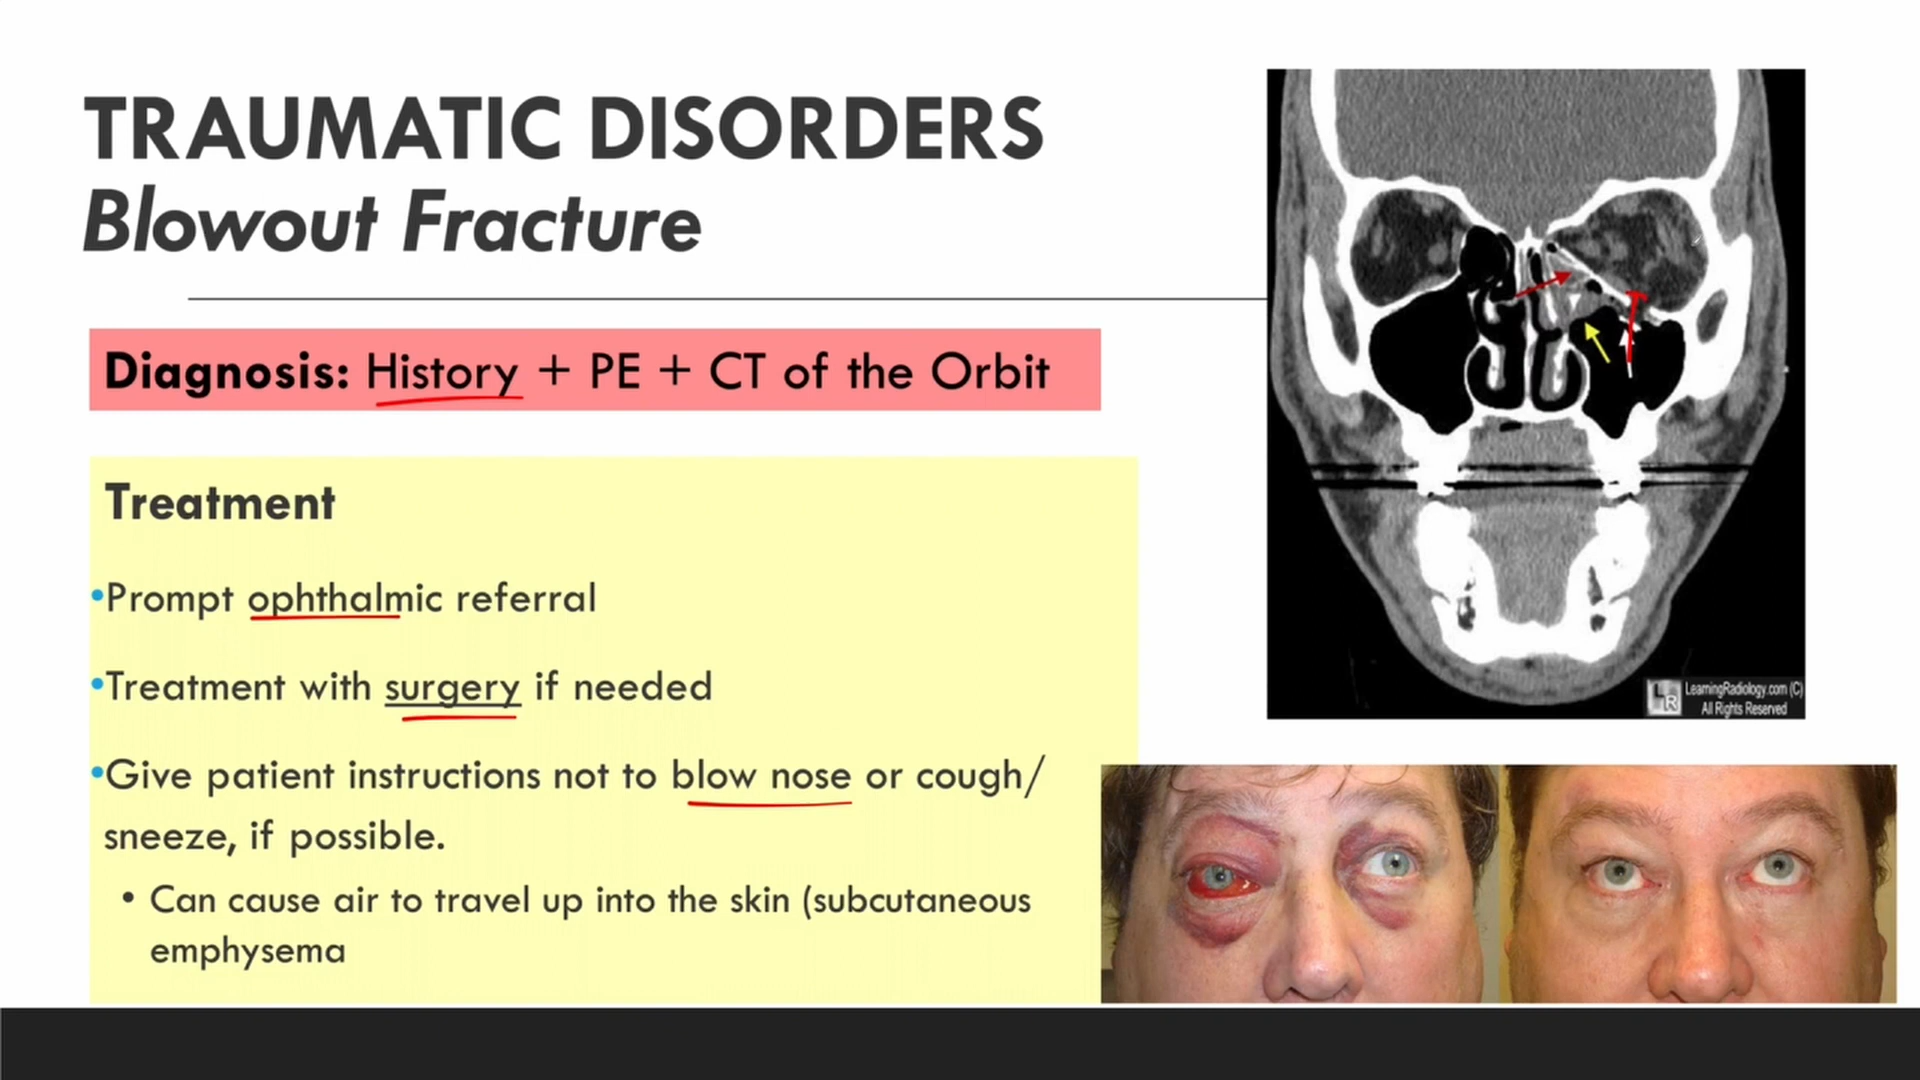 TRAUMATIC DISORDERS
Blowout Fracture
Diagnosis: History + PE + CT of the Orbit
Treatment
•Prompt ophthalmic referral
•Treatment with surgery if needed
•Give patient instructions not to blow nose or cough/
sneeze, if possible.
• Can cause air to travel up into the skin (subcutaneous
emphysema
LR
LearningRadiology.com (C)
All Rights Reserved